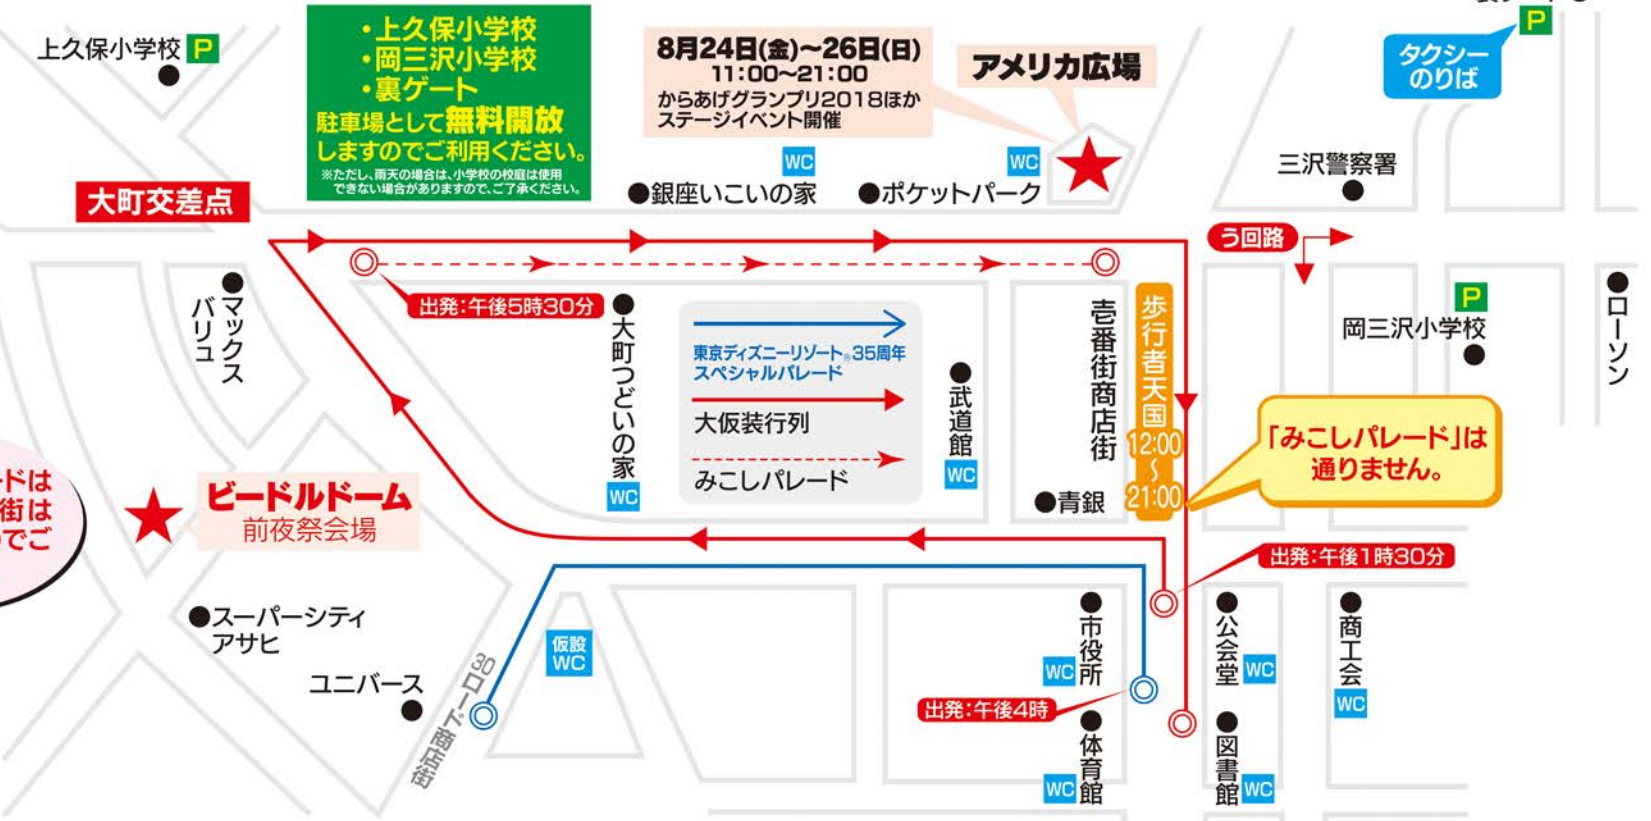 上久保小学校 P
・上久保小学校
・岡三沢小学校
・裏ゲート
駐車場として無料開放
しますのでご利用ください。
※ただし、雨天の場合は、小学校の校庭は使用
できない場合がありますので、ご了承ください。
8月24日(金)〜26日(日)
11:00〜21:00
からあげグランプリ2018ほか
ステージイベント開催
アメリカ広場
P
タクシー
のりば
WC
WC
三沢警察署
●銀座いこいの家
●ポケットパーク
大町交差点
う回路
出発:午後5時30分
マックス
バリュ
大町つどいの家
WC
東京ディズニーリゾート®35周年
スペシャルパレード
大仮装行列
みこしパレード
武道館
WC
壱番街商店街
歩行者天国
12:00
〜
21:00
●青銀
P
岡三沢小学校
ローソン
「みこしパレード」は
通りません。
ードは
街は
でご
ビードルドーム
前夜祭会場
出発:午後1時30分
●スーパーシティ
アサヒ
ユニバース
30ロード商店街
仮設
WC
市役所
WC
出発:午後4時
体育館
WC
公会堂
WC
図書館
WC
商工会
WC